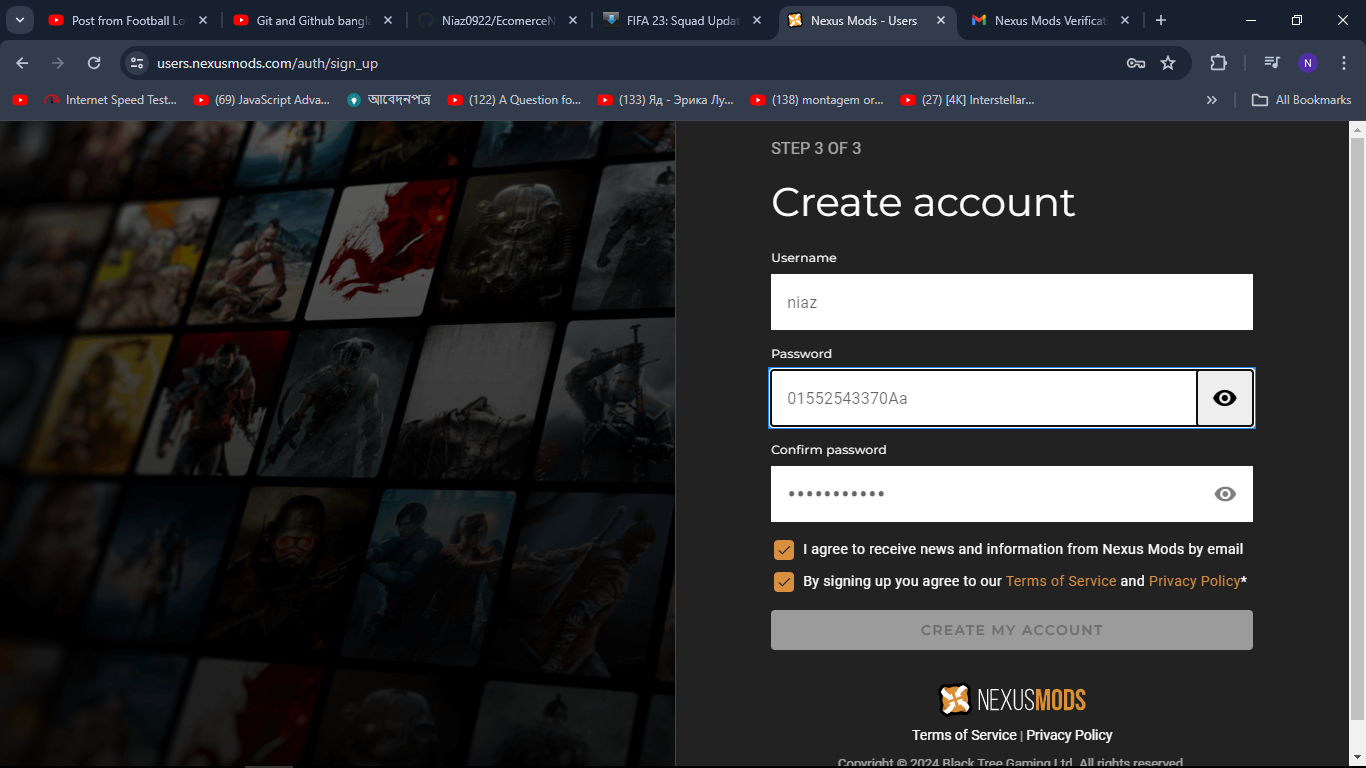 Post from Football Lo
Git and Github bangla
Niaz0922/EcomerceN
FIFA 23: Squad Updat
Nexus Mods - Users
Nexus Mods Verificat
users.nexusmods.com/auth/sign_up
N
Internet Speed Test...
(69) JavaScript Adva...
আবেদনপত্র
(122) A Question fo...
(133) Яд - Эрика Лу...
(138) montagem or...
(27) [4K] Interstellar...
All Bookmarks
STEP 3 OF 3
Create account
Username
niaz
Password
01552543370Aa
Confirm password
I agree to receive news and information from Nexus Mods by email
By signing up you agree to our Terms of Service and Privacy Policy*
CREATE MY ACCOUNT
NEXUSMODS
Terms of Service | Privacy Policy
Copyright © 2024 Black Tree Gaming Ltd. All rights reserved